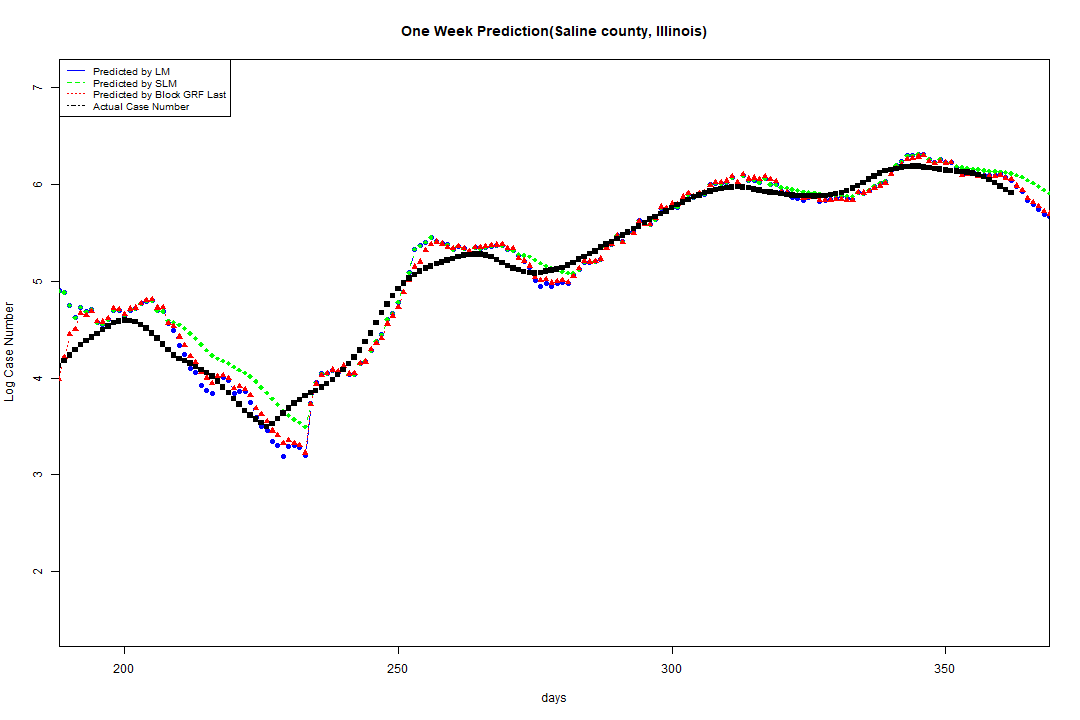 One Week Prediction(Saline county, Illinois)
Predicted by LM
Predicted by SLM
Predicted by Block GRF Last
Actual Case Number
7
6
5
4
3
2
Log Case Number
200
250
300
350
days